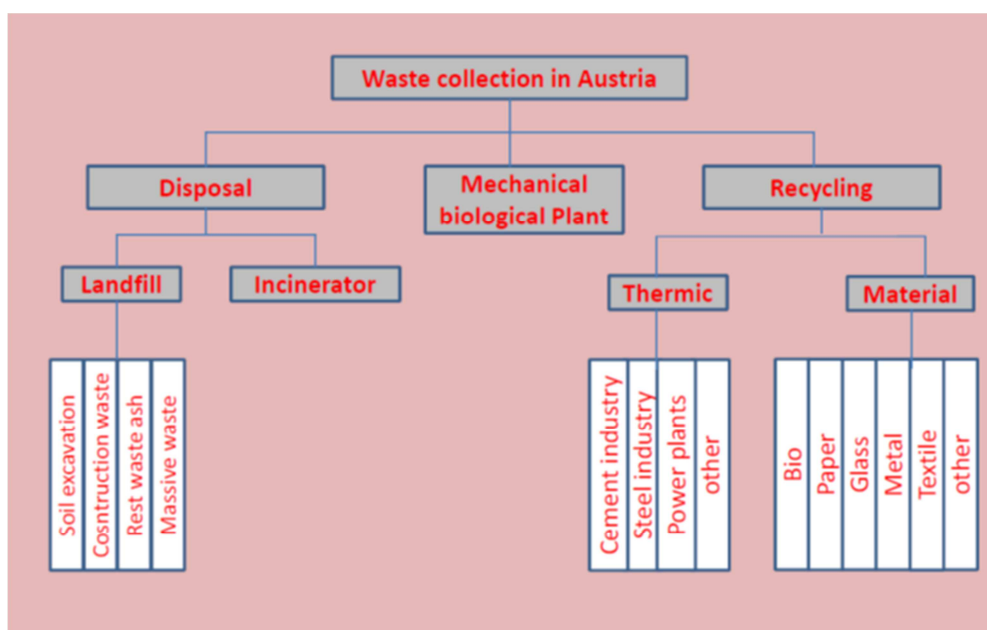 Waste collection in Austria
Disposal
Mechanical
biological Plant
Recycling
Landfill
Incinerator
Thermic
Material
Soil excavation
Cosntruction waste
Rest waste ash
Massive waste
Cement industry
Steel industry
Power plants
other
Bio
Paper
Glass
Metal
Textile
other